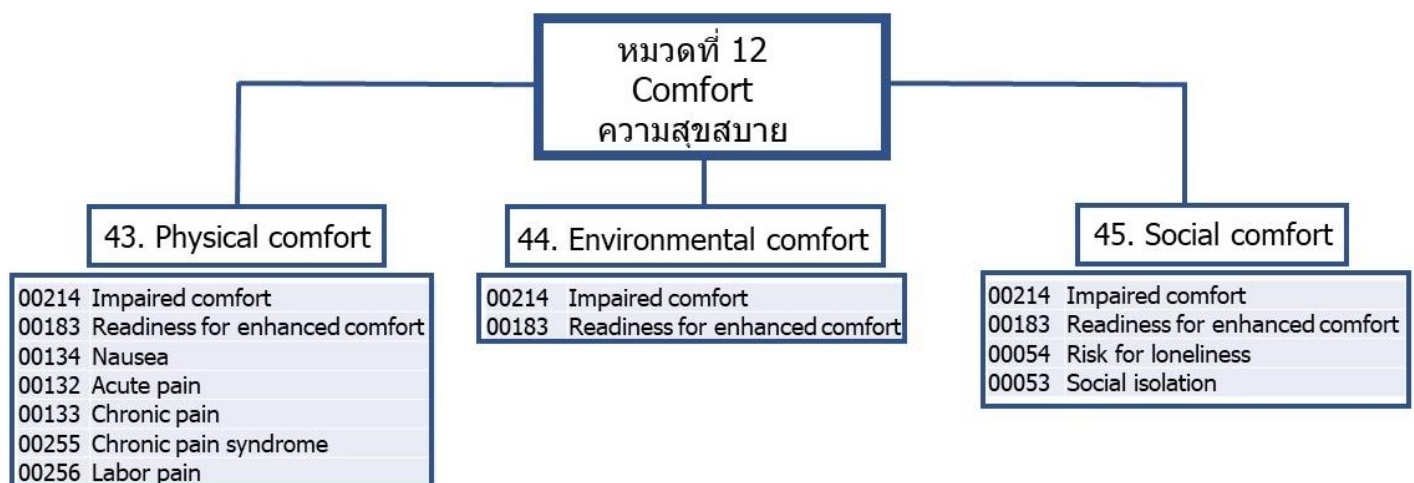 หมวดที่ 12
Comfort
ความสุขสบาย
43. Physical comfort
00214 Impaired comfort
00183 Readiness for enhanced comfort
00134 Nausea
00132 Acute pain
00133 Chronic pain
00255 Chronic pain syndrome
00256 Labor pain
44. Environmental comfort
00214 Impaired comfort
00183 Readiness for enhanced comfort
45. Social comfort
00214 Impaired comfort
00183 Readiness for enhanced comfort
00054 Risk for loneliness
00053 Social isolation